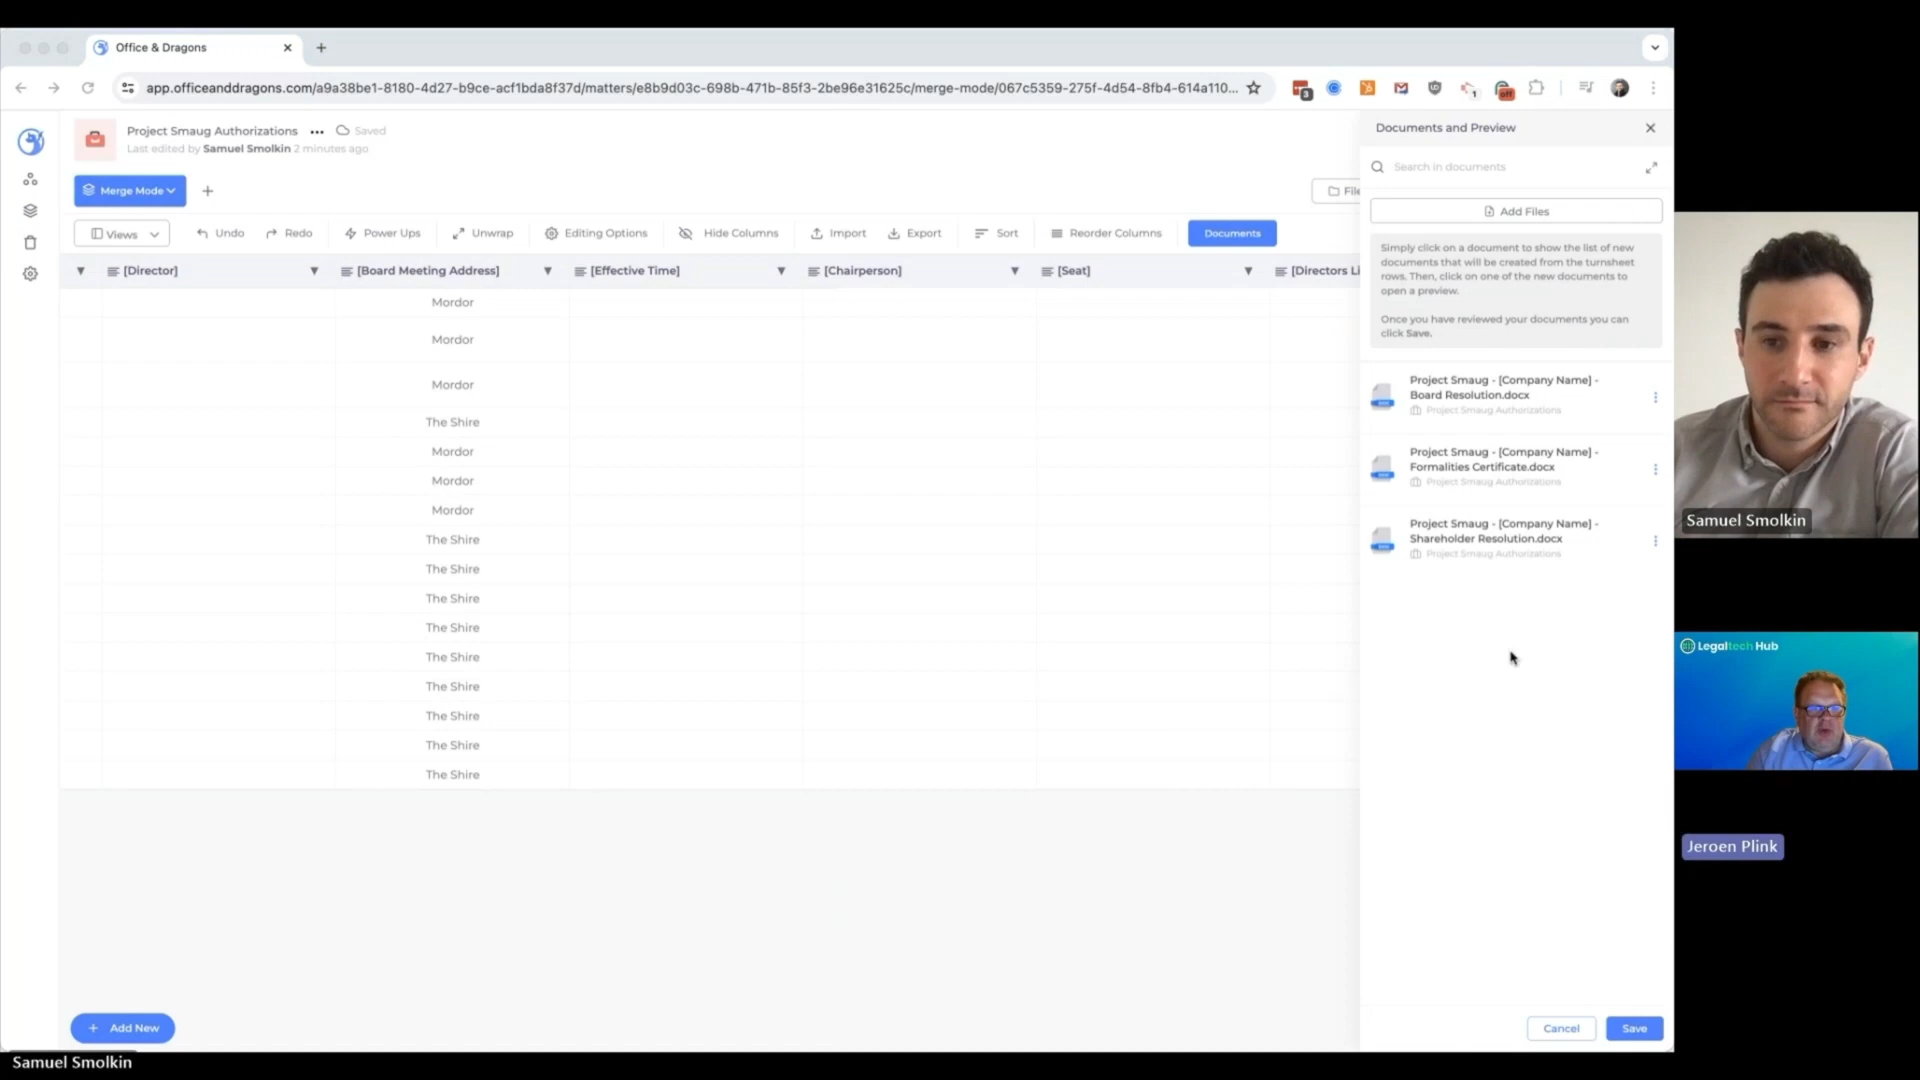 Office & Dragons
app.officeanddragons.com/a9a38be1-8180-4d27-b9ce-acf1bda8f37d/matters/e8b9d03c-698b-471b-85f3-2be96e31625c/merge-mode/067c5359-275f-4d54-8fb4-614a110...
3
1
off
Project Smaug Authorizations
Saved
Last edited by Samuel Smolkin 2 minutes ago
Merge Mode
File
Views
Undo
Redo
Power Ups
Unwrap
Editing Options
Hide Columns
Import
Export
Sort
Reorder Columns
Documents
[Director]
[Board Meeting Address]
[Effective Time]
[Chairperson]
[Seat]
[Directors Li
Mordor
Mordor
Mordor
The Shire
Mordor
Mordor
Mordor
The Shire
The Shire
The Shire
The Shire
The Shire
The Shire
The Shire
The Shire
The Shire
Add New
Documents and Preview
Search in documents
Add Files
Simply click on a document to show the list of new
documents that will be created from the turnsheet
rows. Then, click on one of the new documents to
open a preview.
Once you have reviewed your documents you can
click Save.
Project Smaug - [Company Name] -
Board Resolution.docx
Project Smaug Authorizations
Project Smaug - [Company Name] -
Formalities Certificate.docx
Project Smaug Authorizations
Project Smaug - [Company Name] -
Shareholder Resolution.docx
Project Smaug Authorizations
Cancel
Save
Samuel Smolkin
Legaltech Hub
Jeroen Plink
Samuel Smolkin